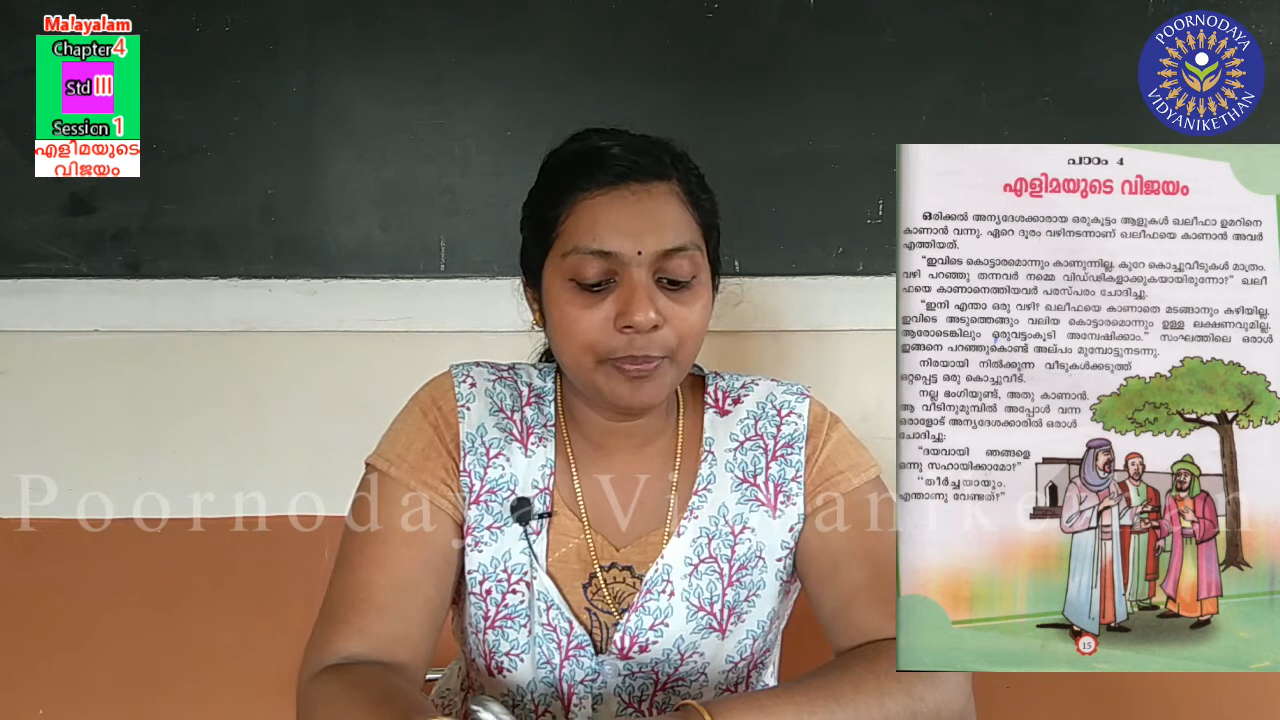 Malayalam
Chapter4
Std III
Session 1
എളിമയുടെ
വിജയം
POORNODAYA
VIDYANIKETHAN
പാഠം 4
എളിമയുടെ വിജയം
ഒരിക്കൽ അന്യദേശക്കാരായ ഒരുകൂട്ടം ആളുകൾ ഖലീഫാ ഉമറിനെ
കാണാൻ വന്നു. ഏറെ ദൂരം വഴിനടന്നാണ് ഖലീഫയെ കാണാൻ അവർ
എത്തിയത്.
“ഇവിടെ കൊട്ടാരമൊന്നും കാണുന്നില്ല. കുറേ കൊച്ചുവീടുകൾ മാത്രം.
വഴി പറഞ്ഞു തന്നവർ നമ്മെ വിഡ്ഢികളാക്കുകയായിരുന്നോ?” ഖലീ
ഫയെ കാണാനെത്തിയവർ പരസ്പരം ചോദിച്ചു.
“ഇനി എന്താ ഒരു വഴി? ഖലീഫയെ കാണാതെ മടങ്ങാനും കഴിയില്ല.
ഇവിടെ അടുത്തെങ്ങും വലിയ കൊട്ടാരമൊന്നും ഉള്ള ലക്ഷണവുമില്ല.
ആരോടെങ്കിലും ഒരുവട്ടംകൂടി അന്വേഷിക്കാം.” സംഘത്തിലെ ഒരാൾ
ഇങ്ങനെ പറഞ്ഞുകൊണ്ട് അല്പം മുമ്പോട്ടുനടന്നു.
നിരയായി നിൽക്കുന്ന വീടുകൾക്കടുത്ത്
ഒറ്റപ്പെട്ട ഒരു കൊച്ചുവീട്.
നല്ല ഭംഗിയുണ്ട്, അതു കാണാൻ.
ആ വീടിനുമുമ്പിൽ അപ്പോൾ വന്ന
ഒരാളോട് അന്യദേശക്കാരിൽ ഒരാൾ
ചോദിച്ചു:
“ദയവായി ഞങ്ങളെ
ഒന്നു സഹായിക്കാമോ?”
“തീർച്ചയായും.
എന്താണു വേണ്ടത്?”
15
Poornodaya Vidyanikethan